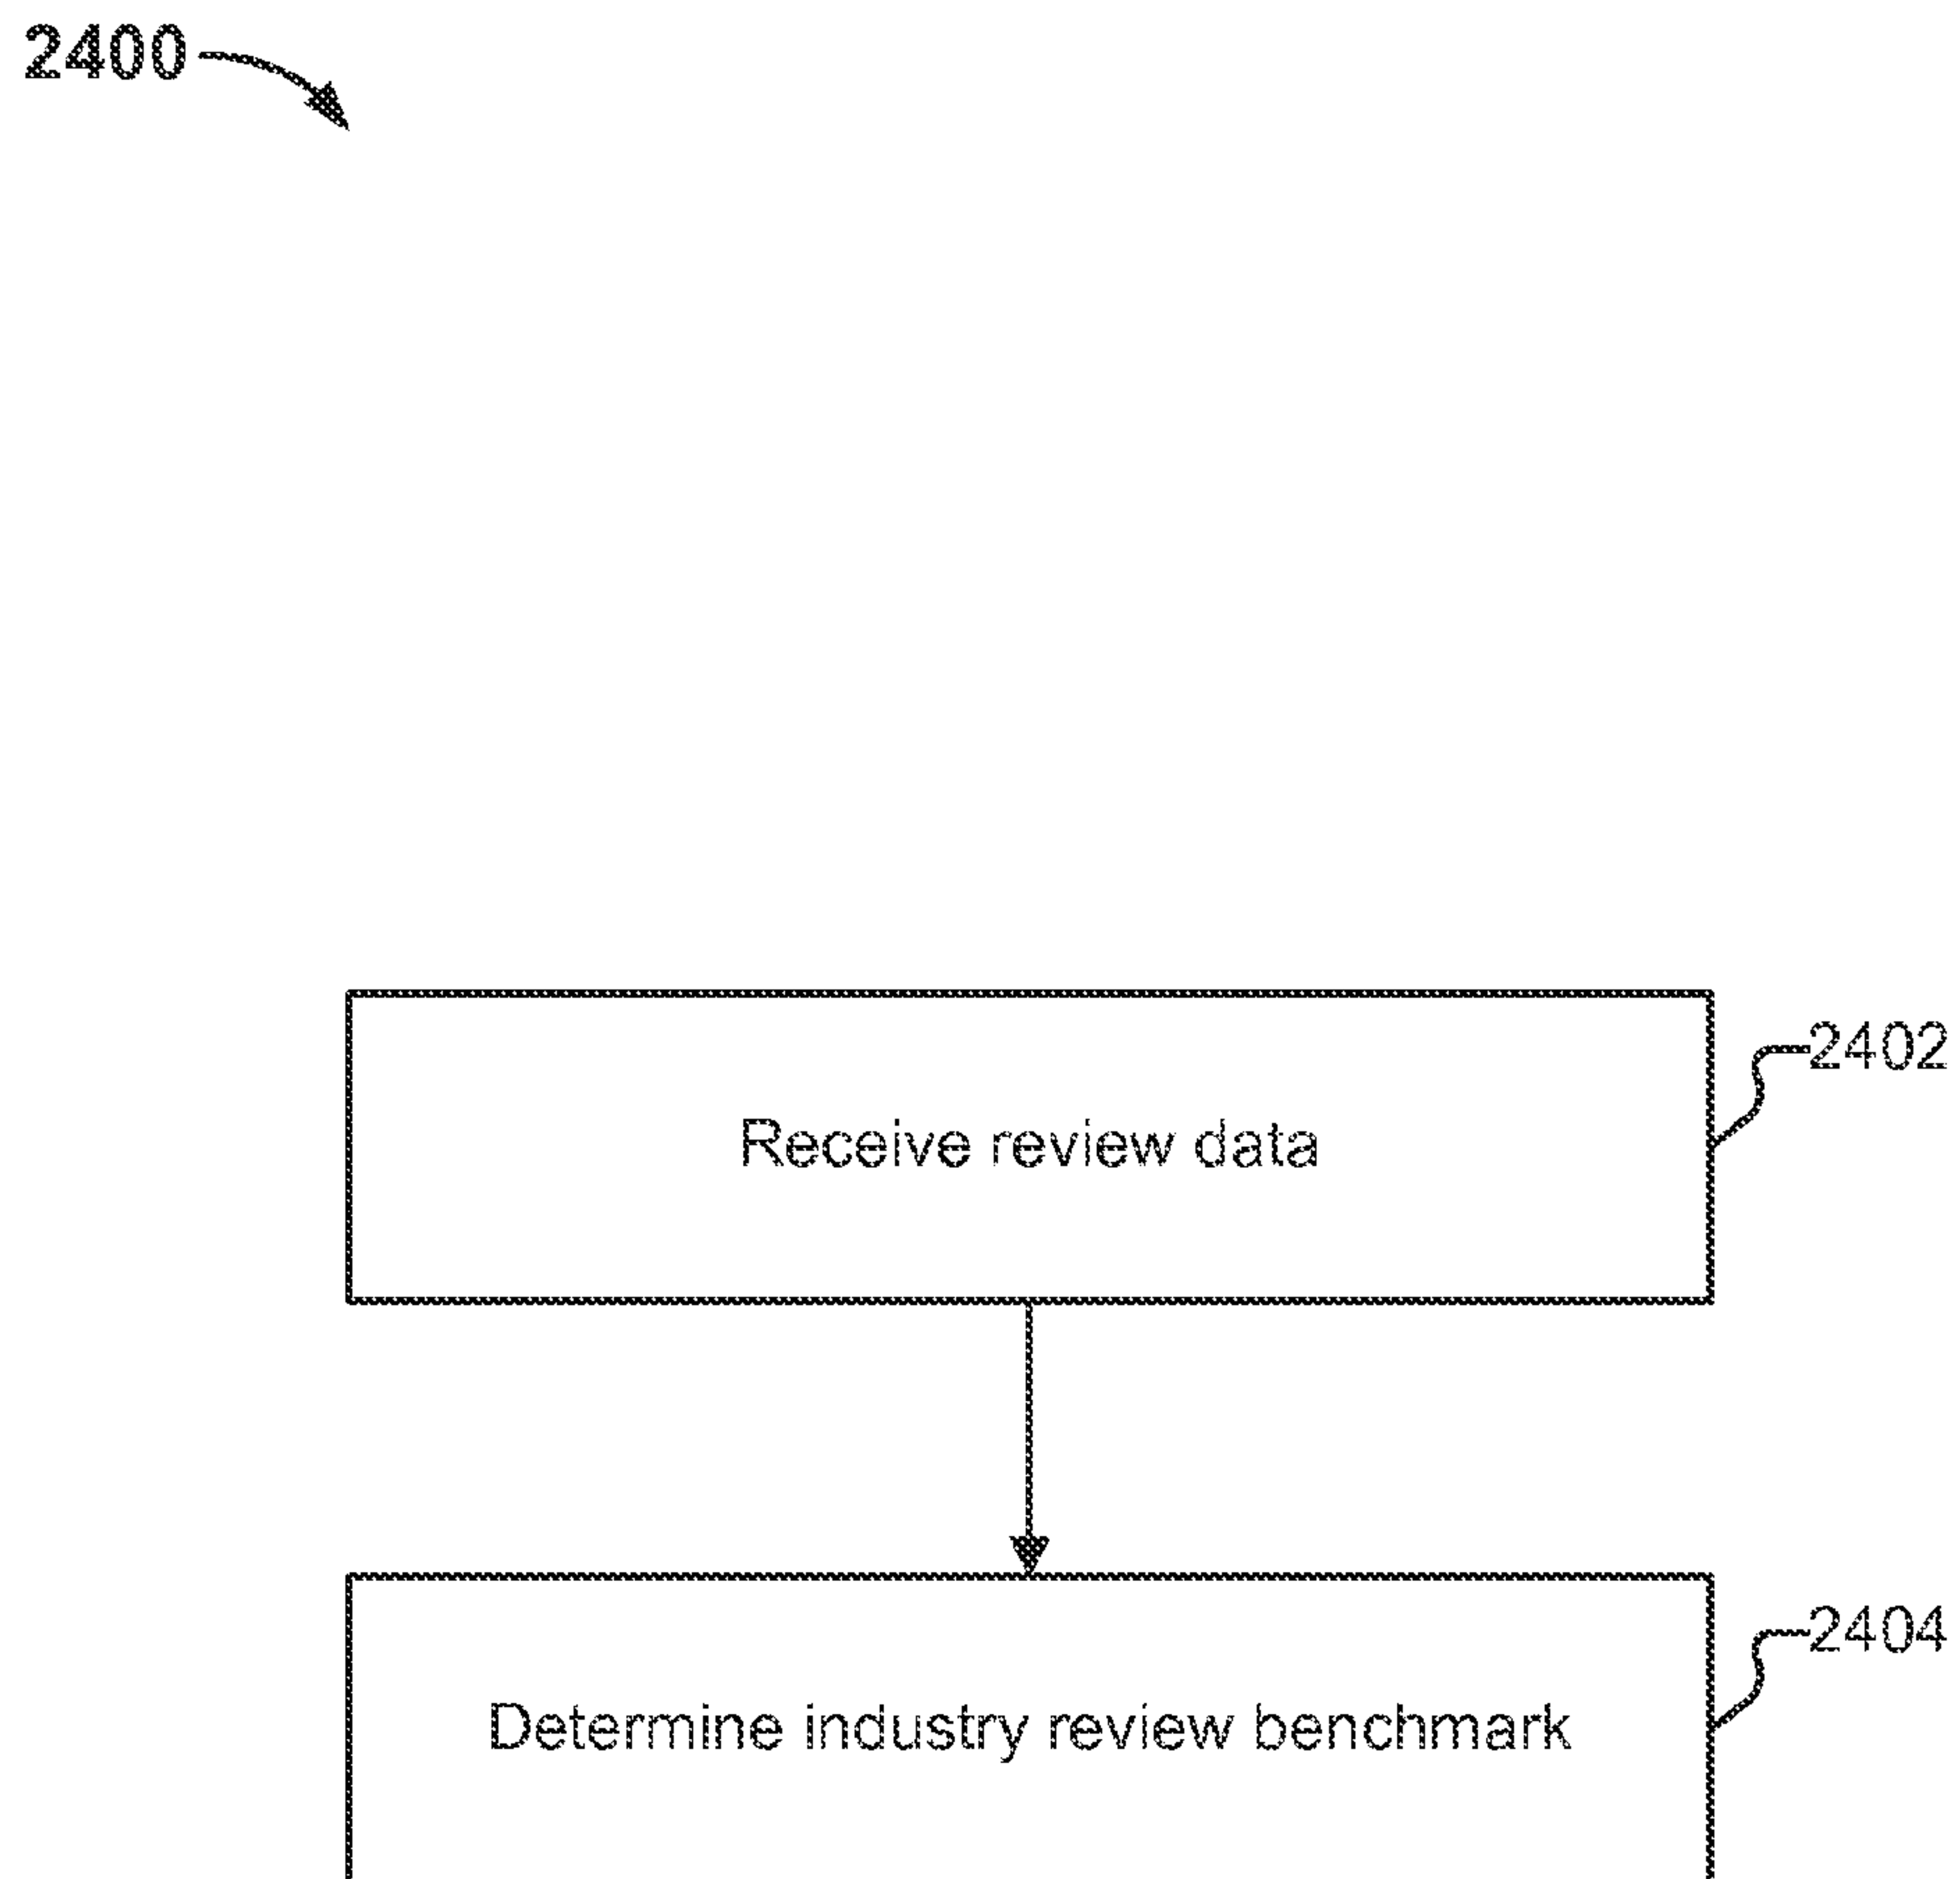 2400
2402
Receive review data
2404
Determine industry review benchmark